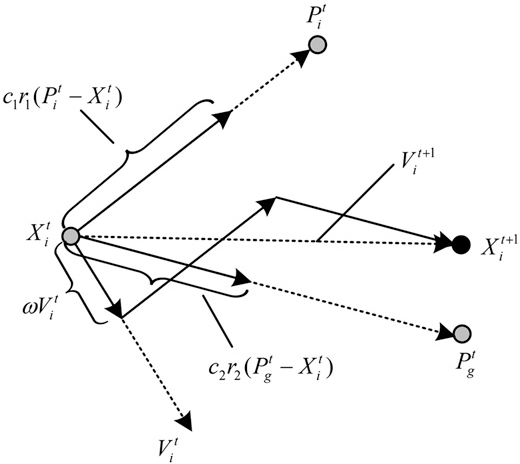 P_i^t
c_1r_1(P_i^t − X_i^t)
V_i^{t+1}
X_i^t
X_i^{t+1}
ωV_i^t
P_g^t
c_2r_2(P_g^t − X_i^t)
V_i^t